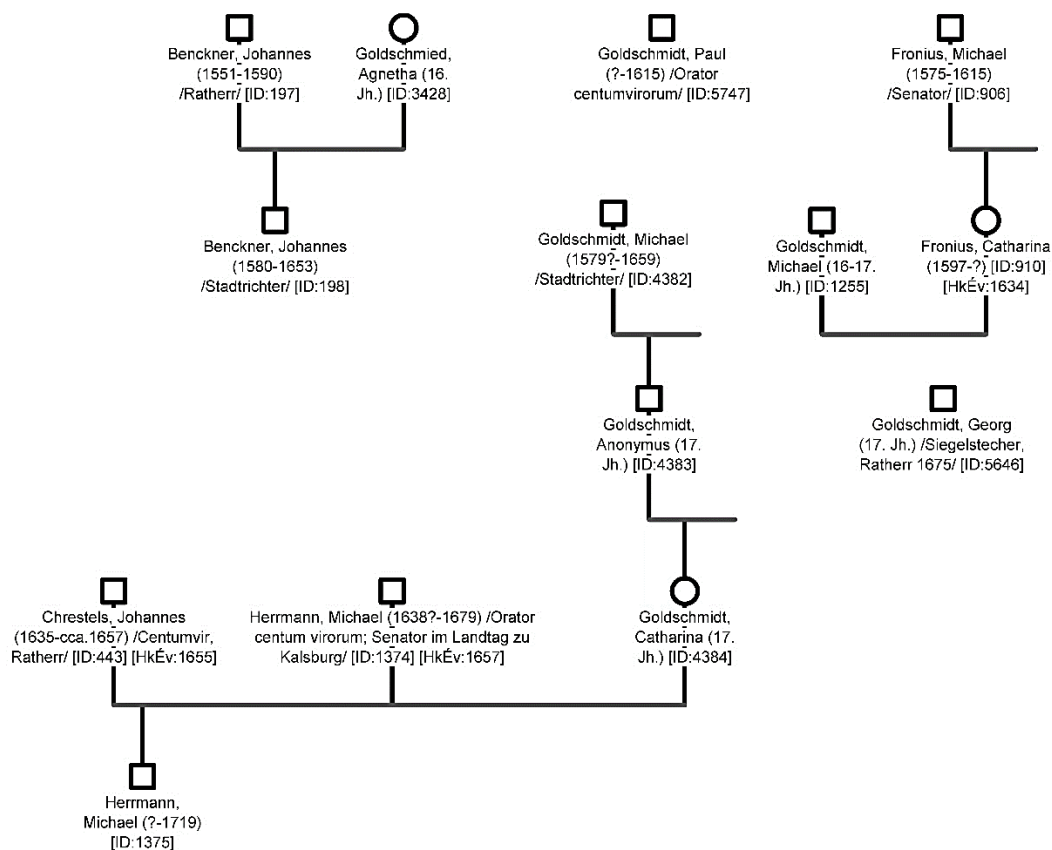 Benckner, Johannes
(1551-1590)
/Ratherr/ [ID:197]
Goldschmied,
Agnetha (16.
Jh.) [ID:3428]
Goldschmidt, Paul
(?-1615) /Orator
centumvirorum/ [ID:5747]
Fronius, Michael
(1575-1615)
/Senator/ [ID:906]
Benckner, Johannes
(1580-1653)
/Stadtrichter/ [ID:198]
Goldschmidt, Michael
(1579?-1659)
/Stadtrichter/ [ID:4382]
Goldschmidt,
Michael (16-17.
Jh.) [ID:1255]
Fronius, Catharina
(1597-?) [ID:910]
[HkÉv:1634]
Goldschmidt,
Anonymus (17.
Jh.) [ID:4383]
Goldschmidt, Georg
(17. Jh.) /Siegelstecher,
Ratherr 1675/ [ID:5646]
Chrestels, Johannes
(1635-cca.1657) /Centumvir,
Ratherr/ [ID:443] [HkÉv:1655]
Herrmann, Michael (1638?-1679) /Orator
centum virorum; Senator im Landtag zu
Kalsburg/ [ID:1374] [HkÉv:1657]
Goldschmidt,
Catharina (17.
Jh.) [ID:4384]
Herrmann,
Michael (?-1719)
[ID:1375]